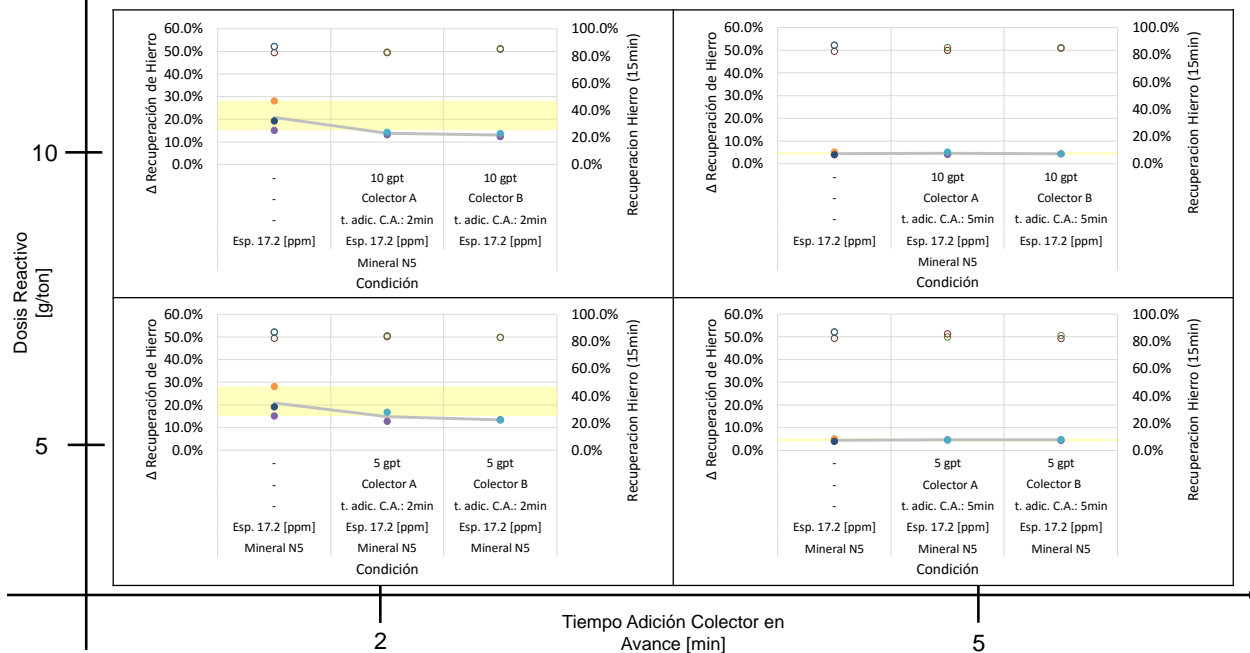 Dosis Reactivo
[g/ton]
10
5
Δ Recuperación de Hierro
60.0%
50.0%
40.0%
30.0%
20.0%
10.0%
0.0%
100.0%
80.0%
60.0%
40.0%
20.0%
0.0%
Recuperacion Hierro (15min)
- 10 gpt 10 gpt
- Colector A Colector B
- t. adic. C.A.: 2min t. adic. C.A.: 2min
Esp. 17.2 [ppm] Esp. 17.2 [ppm] Esp. 17.2 [ppm]
Mineral N5
Condición
Δ Recuperación de Hierro
60.0%
50.0%
40.0%
30.0%
20.0%
10.0%
0.0%
100.0%
80.0%
60.0%
40.0%
20.0%
0.0%
Recuperacion Hierro (15min)
- 10 gpt 10 gpt
- Colector A Colector B
- t. adic. C.A.: 5min t. adic. C.A.: 5min
Esp. 17.2 [ppm] Esp. 17.2 [ppm] Esp. 17.2 [ppm]
Mineral N5
Condición
Δ Recuperación de Hierro
60.0%
50.0%
40.0%
30.0%
20.0%
10.0%
0.0%
100.0%
80.0%
60.0%
40.0%
20.0%
0.0%
Recuperacion Hierro (15min)
- 5 gpt 5 gpt
- Colector A Colector B
- t. adic. C.A.: 2min t. adic. C.A.: 2min
Esp. 17.2 [ppm] Esp. 17.2 [ppm] Esp. 17.2 [ppm]
Mineral N5 Mineral N5 Mineral N5
Condición
Δ Recuperación de Hierro
60.0%
50.0%
40.0%
30.0%
20.0%
10.0%
0.0%
100.0%
80.0%
60.0%
40.0%
20.0%
0.0%
Recuperacion Hierro (15min)
- 5 gpt 5 gpt
- Colector A Colector B
- t. adic. C.A.: 5min t. adic. C.A.: 5min
Esp. 17.2 [ppm] Esp. 17.2 [ppm] Esp. 17.2 [ppm]
Mineral N5 Mineral N5 Mineral N5
Condición
2
Tiempo Adición Colector en
Avance [min]
5